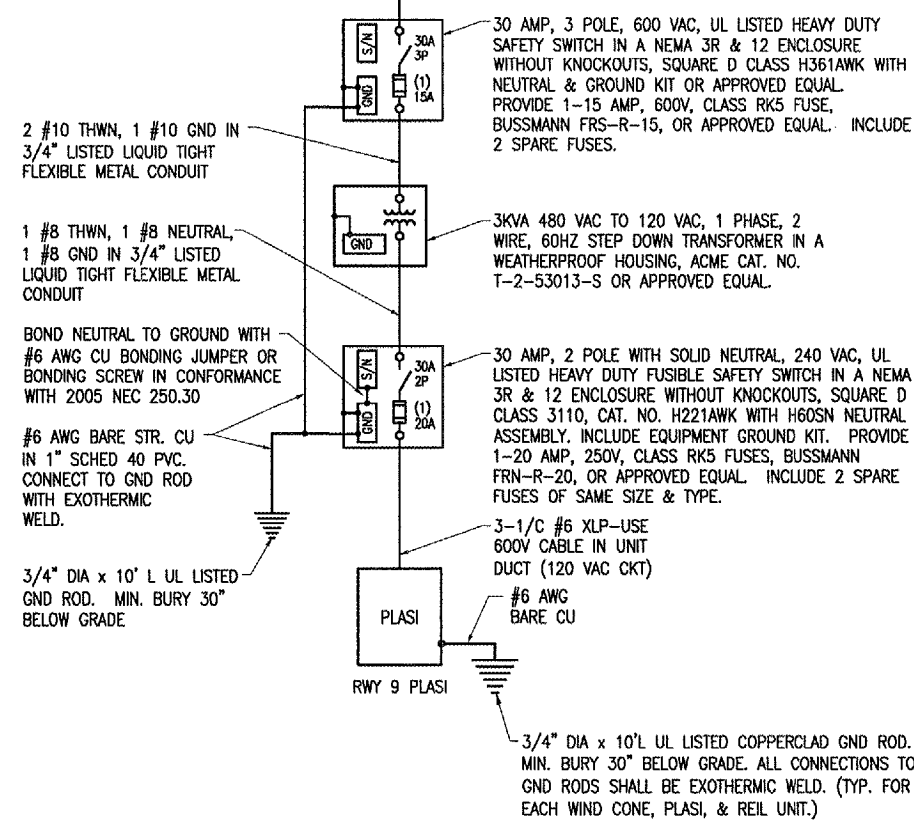 S/N
30A
3P
GND
(1)
15A
30 AMP, 3 POLE, 600 VAC, UL LISTED HEAVY DUTY
SAFETY SWITCH IN A NEMA 3R & 12 ENCLOSURE
WITHOUT KNOCKOUTS, SQUARE D CLASS H361AWK WITH
NEUTRAL & GROUND KIT OR APPROVED EQUAL.
PROVIDE 1-15 AMP, 600V, CLASS RK5 FUSE,
BUSSMANN FRS-R-15, OR APPROVED EQUAL. INCLUDE
2 SPARE FUSES.
2 #10 THWN, 1 #10 GND IN
3/4" LISTED LIQUID TIGHT
FLEXIBLE METAL CONDUIT
GND
3KVA 480 VAC TO 120 VAC, 1 PHASE, 2
WIRE, 60HZ STEP DOWN TRANSFORMER IN A
WEATHERPROOF HOUSING, ACME CAT. NO.
T-2-53013-S OR APPROVED EQUAL.
1 #8 THWN, 1 #8 NEUTRAL,
1 #8 GND IN 3/4" LISTED
LIQUID TIGHT FLEXIBLE METAL
CONDUIT
BOND NEUTRAL TO GROUND WITH
#6 AWG CU BONDING JUMPER OR
BONDING SCREW IN CONFORMANCE
WITH 2005 NEC 250.30
S/N
30A
2P
GND
(1)
20A
30 AMP, 2 POLE WITH SOLID NEUTRAL, 240 VAC, UL
LISTED HEAVY DUTY FUSIBLE SAFETY SWITCH IN A NEMA
3R & 12 ENCLOSURE WITHOUT KNOCKOUTS, SQUARE D
CLASS 3110, CAT. NO. H221AWK WITH H60SN NEUTRAL
ASSEMBLY. INCLUDE EQUIPMENT GROUND KIT. PROVIDE
1-20 AMP, 250V, CLASS RK5 FUSES, BUSSMANN
FRN-R-20, OR APPROVED EQUAL. INCLUDE 2 SPARE
FUSES OF SAME SIZE & TYPE.
#6 AWG BARE STR. CU
IN 1" SCHED 40 PVC.
CONNECT TO GND ROD
WITH EXOTHERMIC
WELD.
3/4" DIA x 10' L UL LISTED
GND ROD. MIN. BURY 30"
BELOW GRADE
3-1/C #6 XLP-USE
600V CABLE IN UNIT
DUCT (120 VAC CKT)
PLASI
#6 AWG
BARE CU
RWY 9 PLASI
3/4" DIA x 10'L UL LISTED COPPERCLAD GND ROD.
MIN. BURY 30" BELOW GRADE. ALL CONNECTIONS TO
GND RODS SHALL BE EXOTHERMIC WELD. (TYP. FOR
EACH WIND CONE, PLASI, & REIL UNIT.)